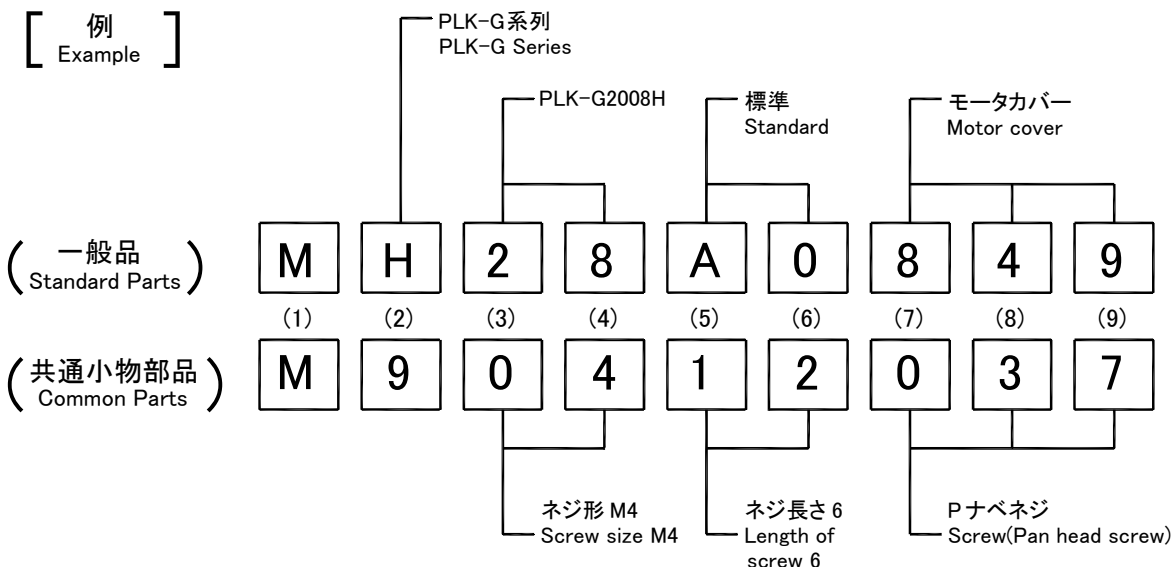 例
Example
PLK-G系列
PLK-G Series
PLK-G2008H
標準
Standard
モータカバー
Motor cover
(一般品
Standard Parts)
M H 2 8 A 0 8 4 9
(1) (2) (3) (4) (5) (6) (7) (8) (9)
(共通小物部品
Common Parts)
M 9 0 4 1 2 0 3 7
ネジ形 M4
Screw size M4
ネジ長さ 6
Length of
screw 6
Pナベネジ
Screw(Pan head screw)